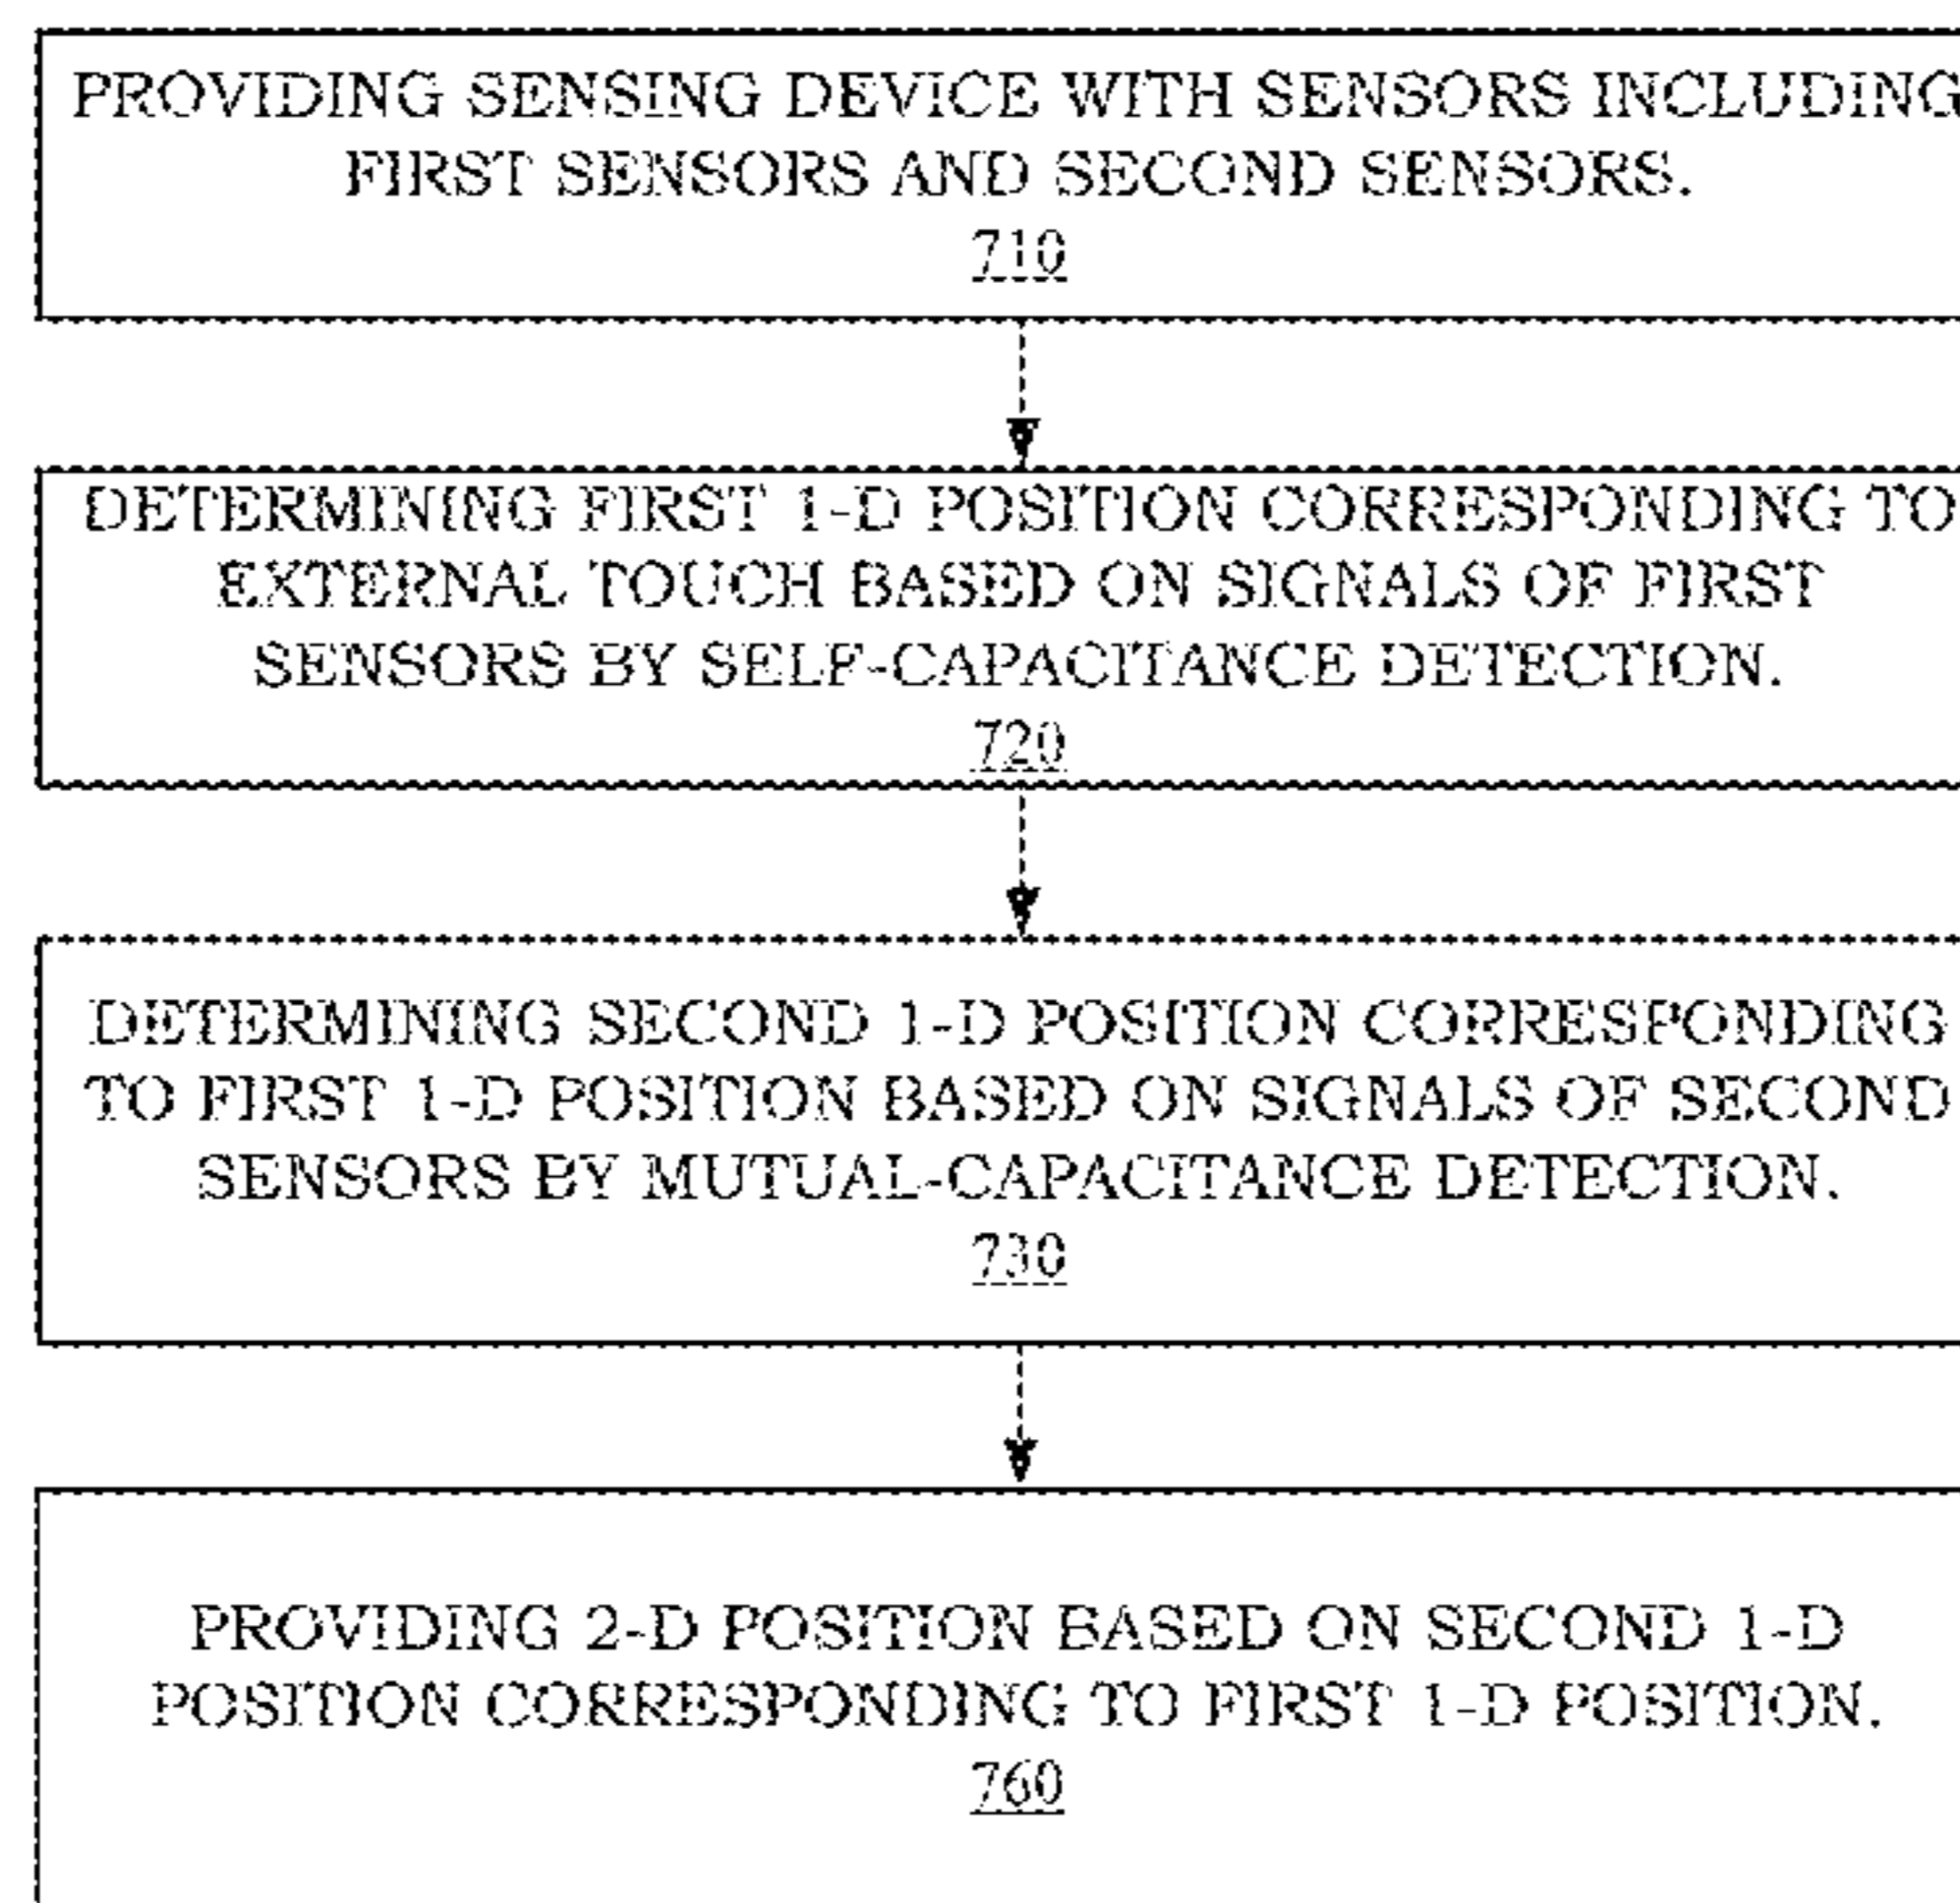 PROVIDING SENSING DEVICE WITH SENSORS INCLUDING
FIRST SENSORS AND SECOND SENSORS.
710
DETERMINING FIRST 1-D POSITION CORRESPONDING TO
EXTERNAL TOUCH BASED ON SIGNALS OF FIRST
SENSORS BY SELF-CAPACITANCE DETECTION.
720
DETERMINING SECOND 1-D POSITION CORRESPONDING
TO FIRST 1-D POSITION BASED ON SIGNALS OF SECOND
SENSORS BY MUTUAL-CAPACITANCE DETECTION.
730
PROVIDING 2-D POSITION BASED ON SECOND 1-D
POSITION CORRESPONDING TO FIRST 1-D POSITION.
760